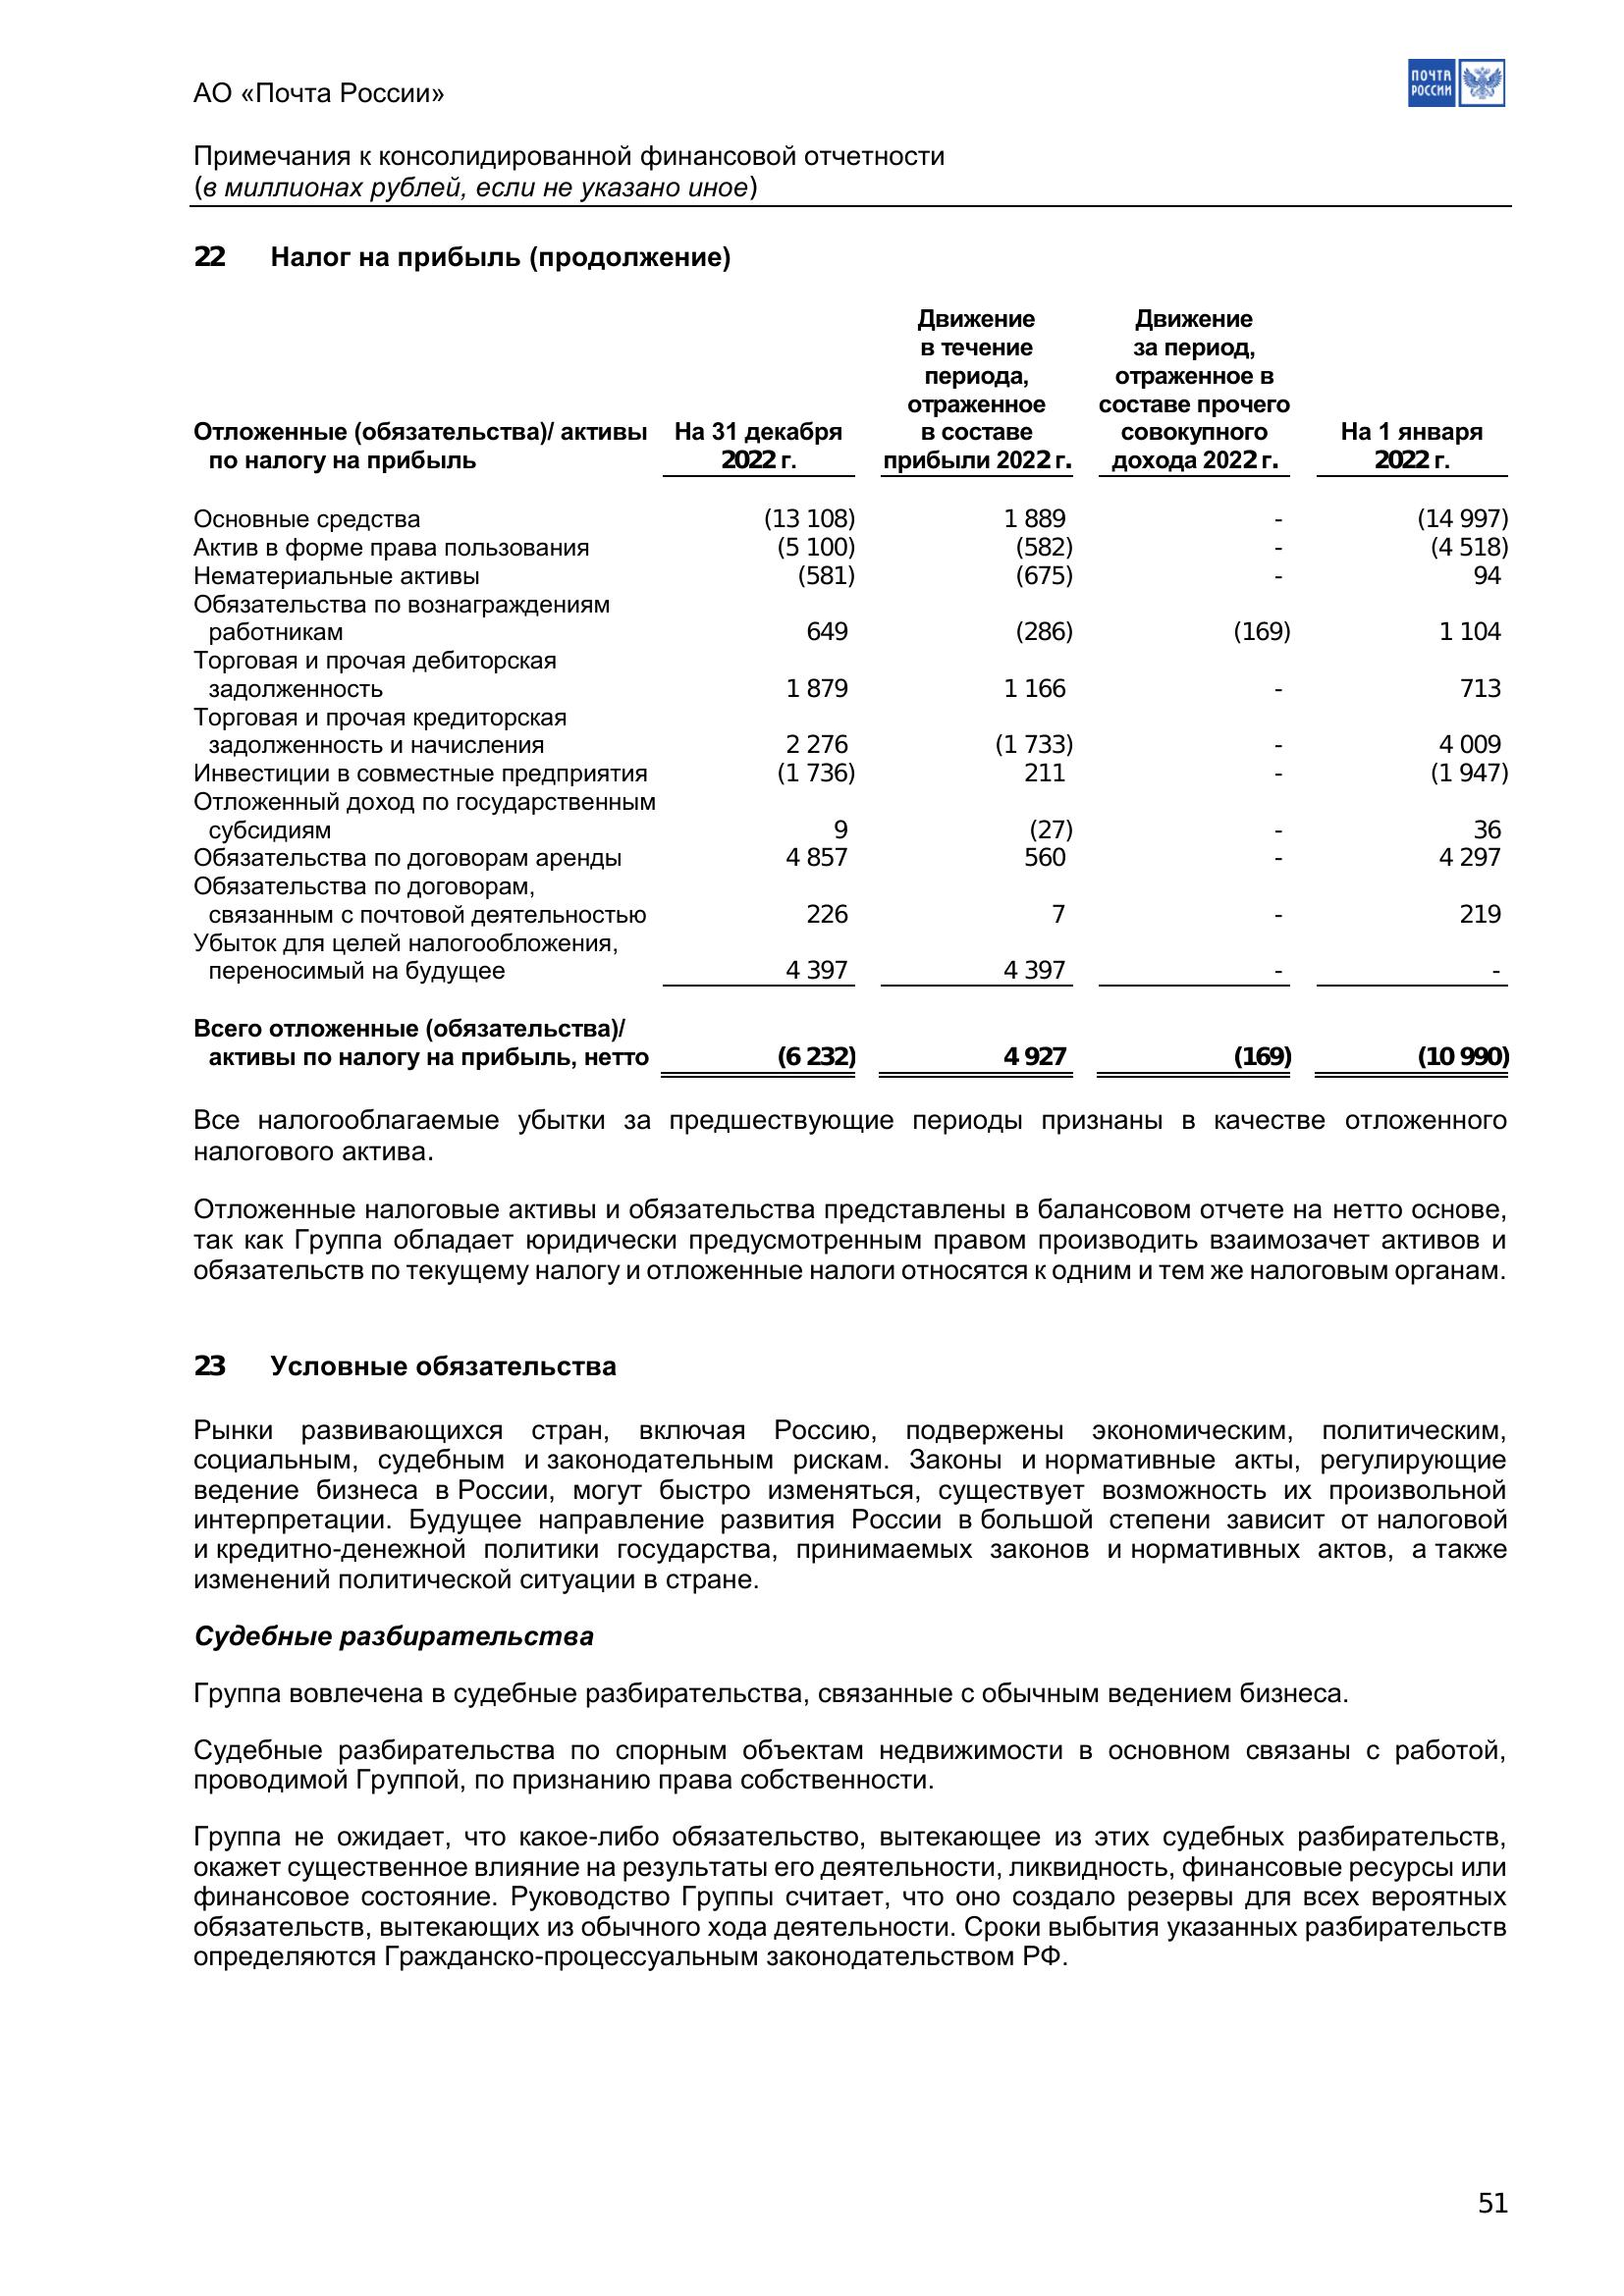 АО «Почта России»
ПОЧТА
РОССИИ
Примечания к консолидированной финансовой отчетности
(в миллионах рублей, если не указано иное)
22 Налог на прибыль (продолжение)
Отложенные (обязательства)/ активы
по налогу на прибыль
На 31 декабря
2022 г.
Движение
в течение
периода,
отраженное
в составе
прибыли 2022 г.
Движение
за период,
отраженное в
составе прочего
совокупного
дохода 2022 г.
На 1 января
2022 г.
Основные средства (13 108) 1 889 - (14 997)
Актив в форме права пользования (5 100) (582) - (4 518)
Нематериальные активы (581) (675) - 94
Обязательства по вознаграждениям
работникам 649 (286) (169) 1 104
Торговая и прочая дебиторская
задолженность 1 879 1 166 - 713
Торговая и прочая кредиторская
задолженность и начисления 2 276 (1 733) - 4 009
Инвестиции в совместные предприятия (1 736) 211 - (1 947)
Отложенный доход по государственным
субсидиям 9 (27) - 36
Обязательства по договорам аренды 4 857 560 - 4 297
Обязательства по договорам,
связанным с почтовой деятельностью 226 7 - 219
Убыток для целей налогообложения,
переносимый на будущее 4 397 4 397 - -
Всего отложенные (обязательства)/
активы по налогу на прибыль, нетто (6 232) 4 927 (169) (10 990)
Все налогооблагаемые убытки за предшествующие периоды признаны в качестве отложенного
налогового актива.
Отложенные налоговые активы и обязательства представлены в балансовом отчете на нетто основе,
так как Группа обладает юридически предусмотренным правом производить взаимозачет активов и
обязательств по текущему налогу и отложенные налоги относятся к одним и тем же налоговым органам.
23 Условные обязательства
Рынки развивающихся стран, включая Россию, подвержены экономическим, политическим,
социальным, судебным и законодательным рискам. Законы и нормативные акты, регулирующие
ведение бизнеса в России, могут быстро изменяться, существует возможность их произвольной
интерпретации. Будущее направление развития России в большой степени зависит от налоговой
и кредитно-денежной политики государства, принимаемых законов и нормативных актов, а также
изменений политической ситуации в стране.
Судебные разбирательства
Группа вовлечена в судебные разбирательства, связанные с обычным ведением бизнеса.
Судебные разбирательства по спорным объектам недвижимости в основном связаны с работой,
проводимой Группой, по признанию права собственности.
Группа не ожидает, что какое-либо обязательство, вытекающее из этих судебных разбирательств,
окажет существенное влияние на результаты его деятельности, ликвидность, финансовые ресурсы или
финансовое состояние. Руководство Группы считает, что оно создало резервы для всех вероятных
обязательств, вытекающих из обычного хода деятельности. Сроки выбытия указанных разбирательств
определяются Гражданско-процессуальным законодательством РФ.
51